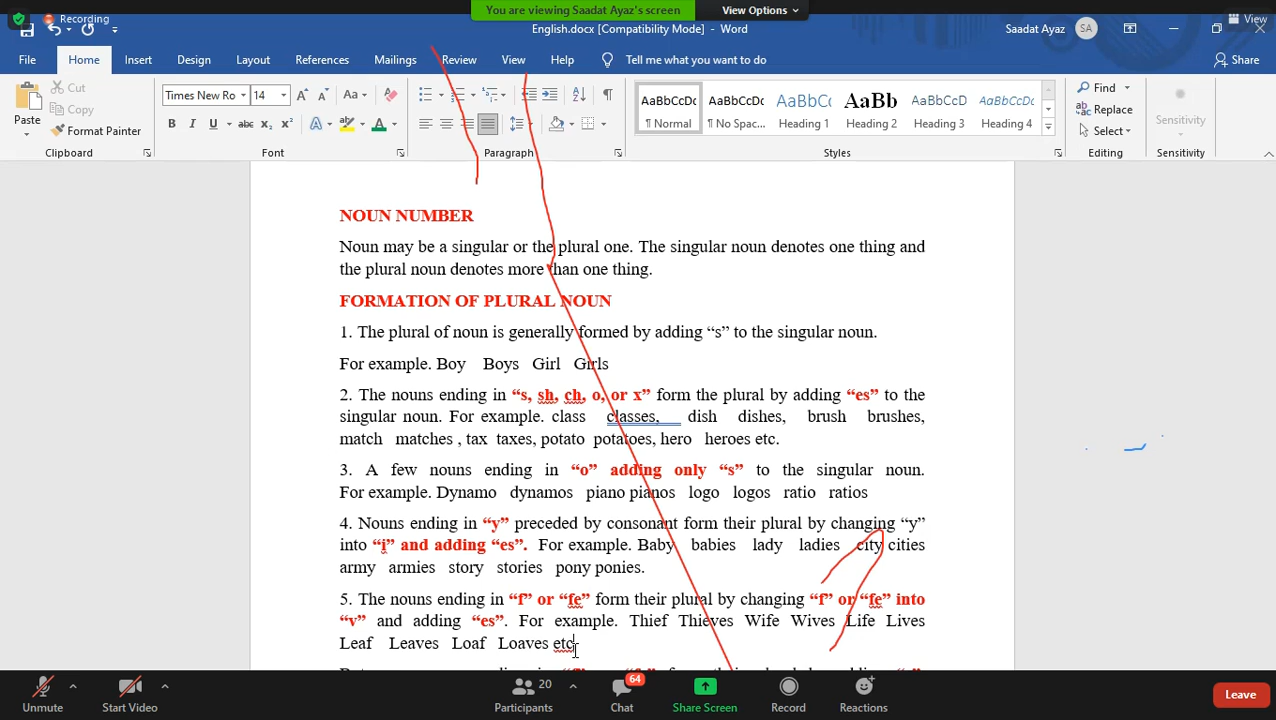 You are viewing Saadat Ayaz's screen View Options
Recording View
English.docx [Compatibility Mode] - Word Saadat Ayaz SA
File Home Insert Design Layout References Mailings Review View Help Tell me what you want to do Share
Cut
Copy
Paste Format Painter
Clipboard
Times New Ro 14 A A Aa
B I U abc x₂ x² A A
Font
Paragraph
AaBbCcDc AaBbCcDc AaBbCc AaBb AaBbCcDd AaBbCcDd
¶ Normal ¶ No Spac... Heading 1 Heading 2 Heading 3 Heading 4
Styles
Find
Replace
Select
Editing
Sensitivity
Sensitivity
NOUN NUMBER
Noun may be a singular or the plural one. The singular noun denotes one thing and
the plural noun denotes more than one thing.
FORMATION OF PLURAL NOUN
1. The plural of noun is generally formed by adding “s” to the singular noun.
For example. Boy Boys Girl Girls
2. The nouns ending in “s, sh, ch, o, or x” form the plural by adding “es” to the
singular noun. For example. class classes, dish dishes, brush brushes,
match matches , tax taxes, potato potatoes, hero heroes etc.
3. A few nouns ending in “o” adding only “s” to the singular noun.
For example. Dynamo dynamos piano pianos logo logos ratio ratios
4. Nouns ending in “y” preceded by consonant form their plural by changing “y”
into “i” and adding “es”. For example. Baby babies lady ladies city cities
army armies story stories pony ponies.
5. The nouns ending in “f” or “fe” form their plural by changing “f” or “fe” into
“v” and adding “es”. For example. Thief Thieves Wife Wives Life Lives
Leaf Leaves Loaf Loaves etc
Unmute Start Video 20 Participants 64 Chat Share Screen Record Reactions Leave